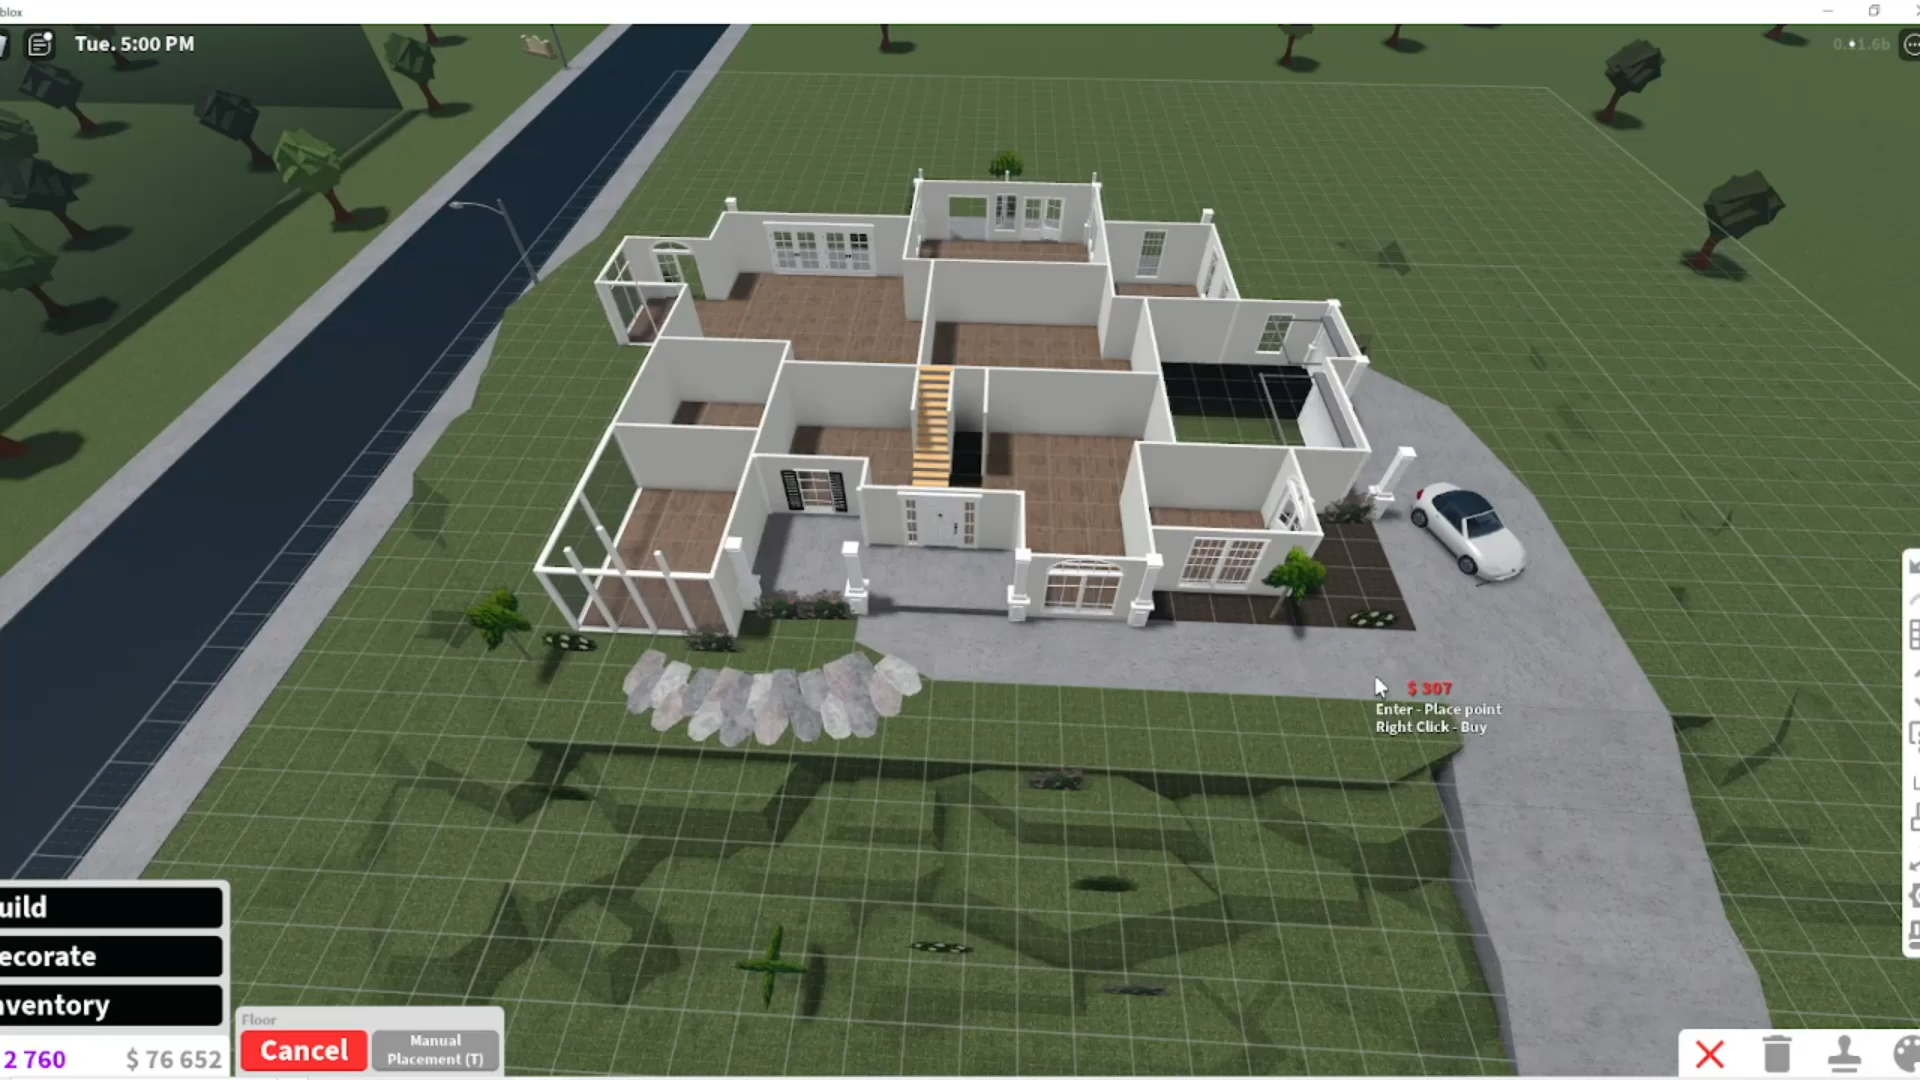 blox
Tue. 5:00 PM
$ 307
Enter - Place point
Right Click - Buy
uild
ecorate
nventory
2 760
$ 76 652
Floor
Cancel
Manual
Placement (T)